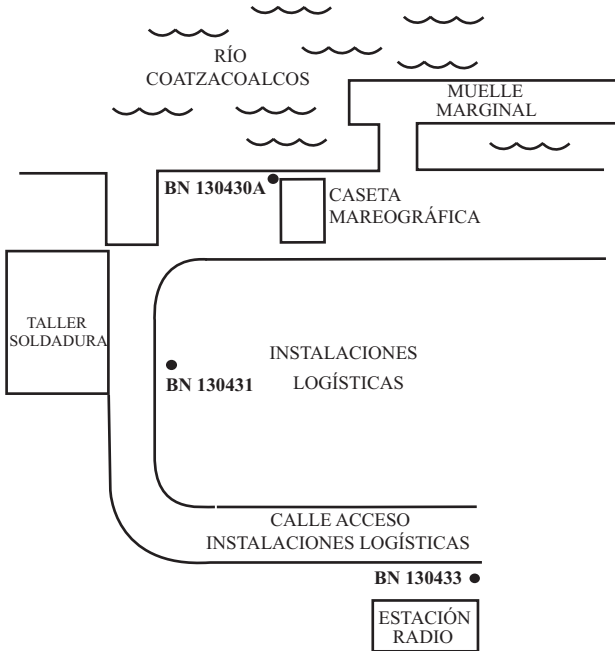 RÍO
COATZACOALCOS
MUELLE
MARGINAL
BN 130430A
CASETA
MAREOGRÁFICA
TALLER
SOLDADURA
INSTALACIONES
LOGÍSTICAS
BN 130431
CALLE ACCESO
INSTALACIONES LOGÍSTICAS
BN 130433
ESTACIÓN
RADIO